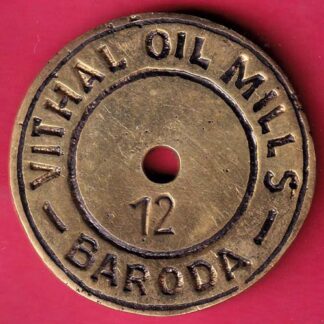 VITHAL OIL MILLS
12
— BARODA —